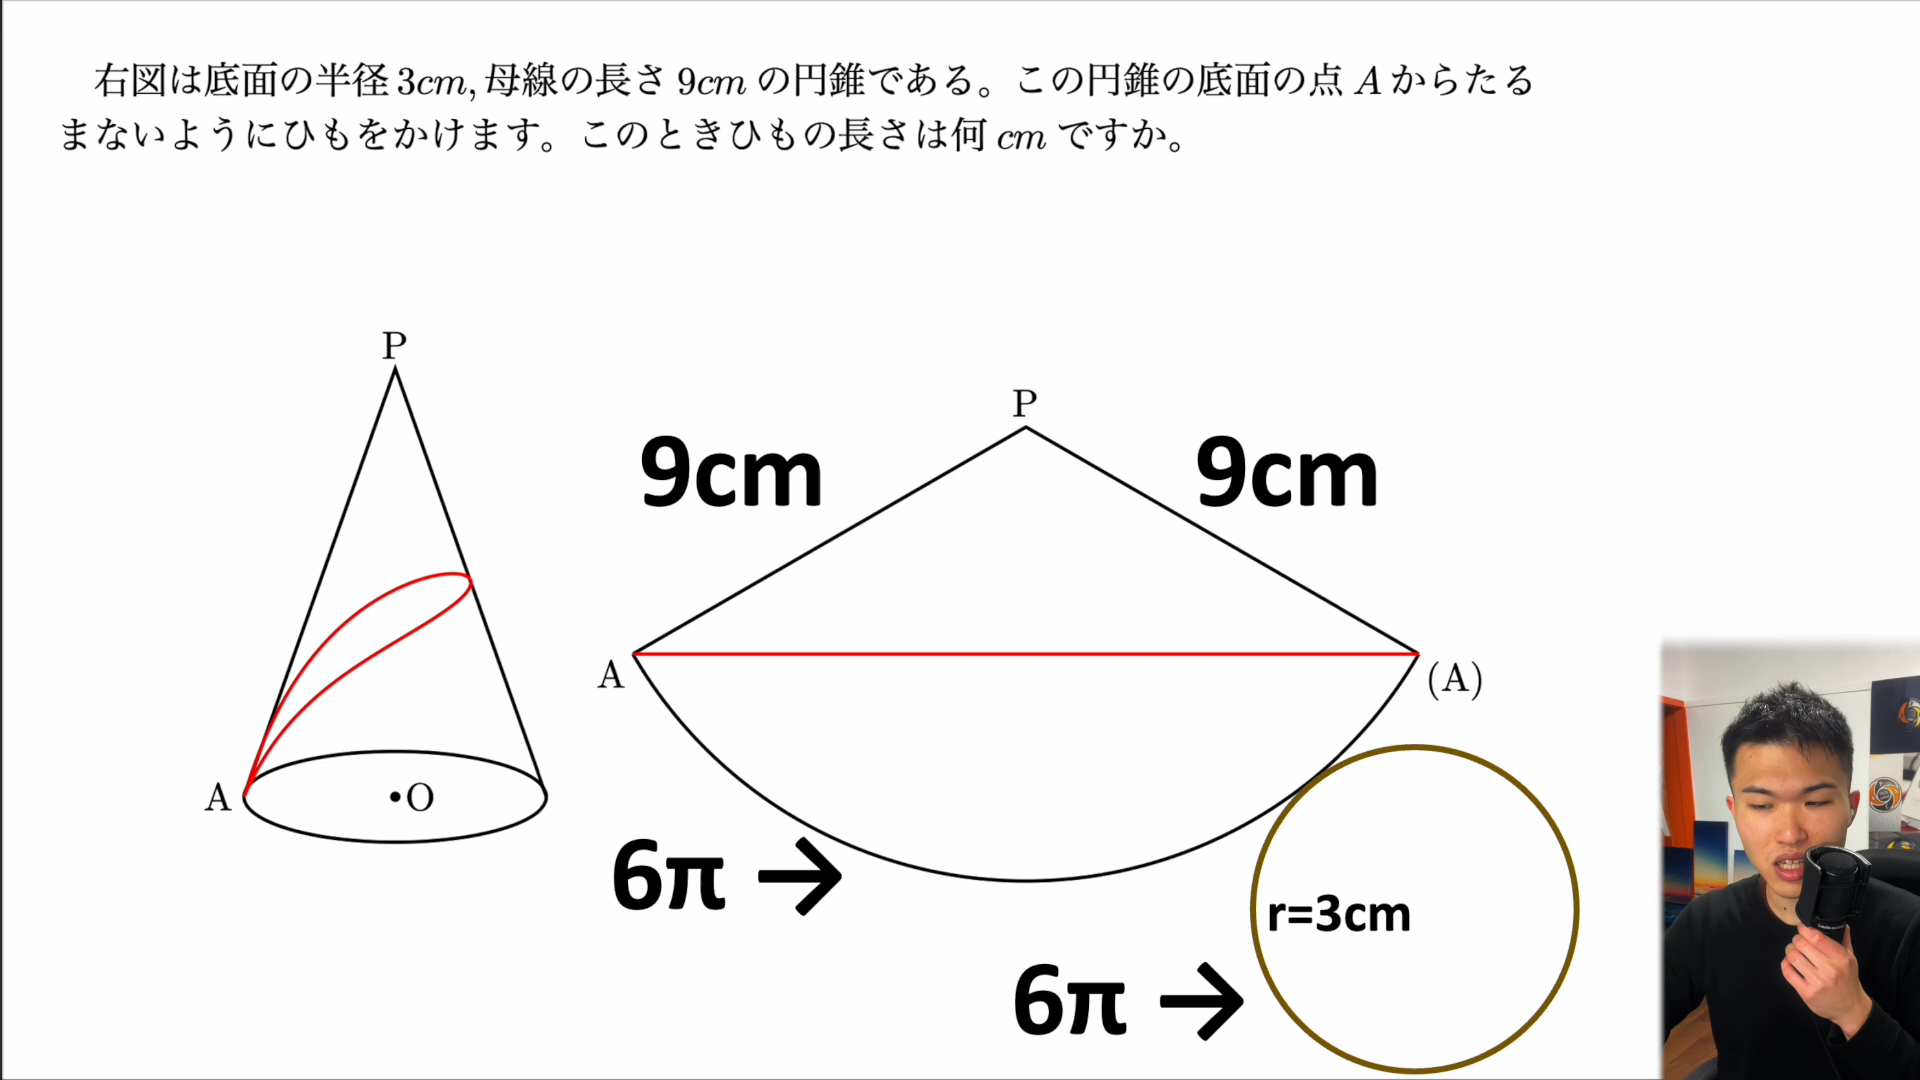 右図は底面の半径 3cm, 母線の長さ 9cm の円錐である。この円錐の底面の点 A からたる
まないようにひもをかけます。このときひもの長さは何 cm ですか。
P
A
•O
P
9cm
9cm
A
(A)
6π →
r=3cm
6π →